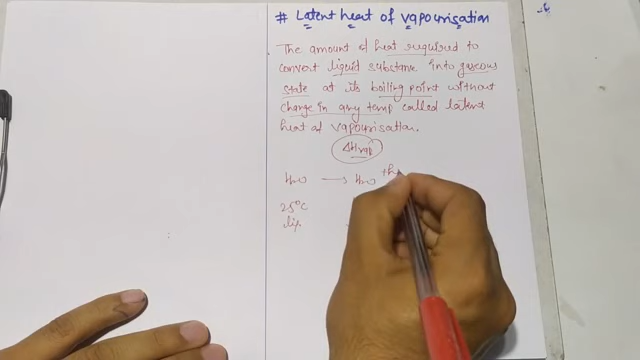 # Latent heat of vapourisation
The amount of heat required to
convert liquid substance into gaseous
state at its boiling point without
change in any temp called latent
heat of vapourisation.
ΔHvap
H₂O → H₂O
25°C
liq